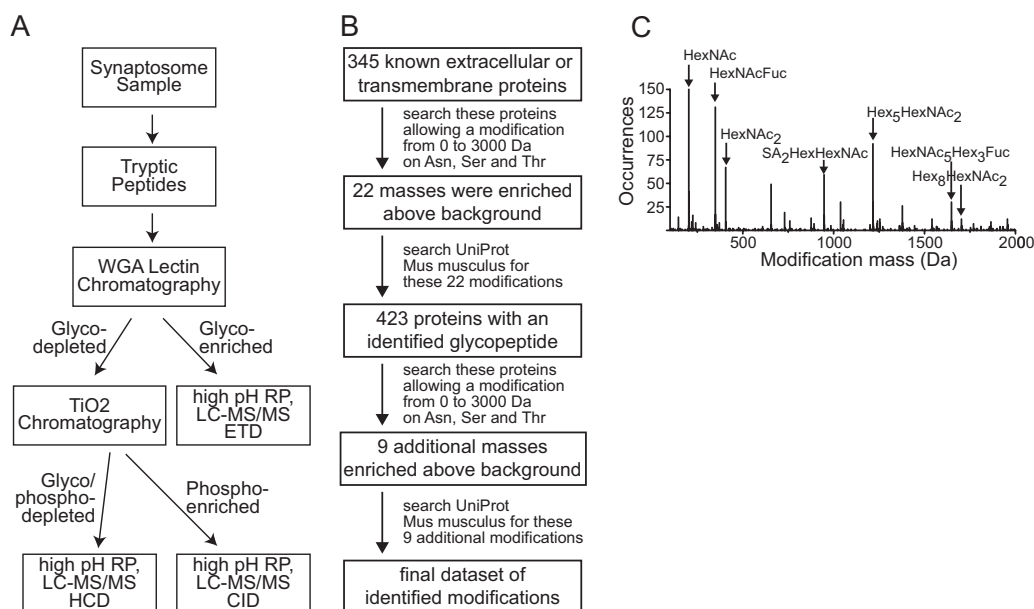 A
Synaptosome
Sample
Tryptic
Peptides
WGA Lectin
Chromatography
Glyco-
depleted
Glyco-
enriched
TiO2
Chromatography
high pH RP,
LC-MS/MS
ETD
Glyco/
phospho-
depleted
Phospho-
enriched
high pH RP,
LC-MS/MS
HCD
high pH RP,
LC-MS/MS
CID
B
345 known extracellular or
transmembrane proteins
search these proteins
allowing a modification
from 0 to 3000 Da
on Asn, Ser and Thr
22 masses were enriched
above background
search UniProt
Mus musculus for
these 22 modifications
423 proteins with an
identified glycopeptide
search these proteins
allowing a modification
from 0 to 3000 Da
on Asn, Ser and Thr
9 additional masses
enriched above background
search UniProt
Mus musculus for these
9 additional modifications
final dataset of
identified modifications
C
HexNAc
HexNAcFuc
HexNAc2
SA2HexHexNAc
Hex5HexNAc2
HexNAc5Hex3Fuc
Hex8HexNAc2
Occurrences
150
125
100
75
50
25
500
1000
1500
2000
Modification mass (Da)